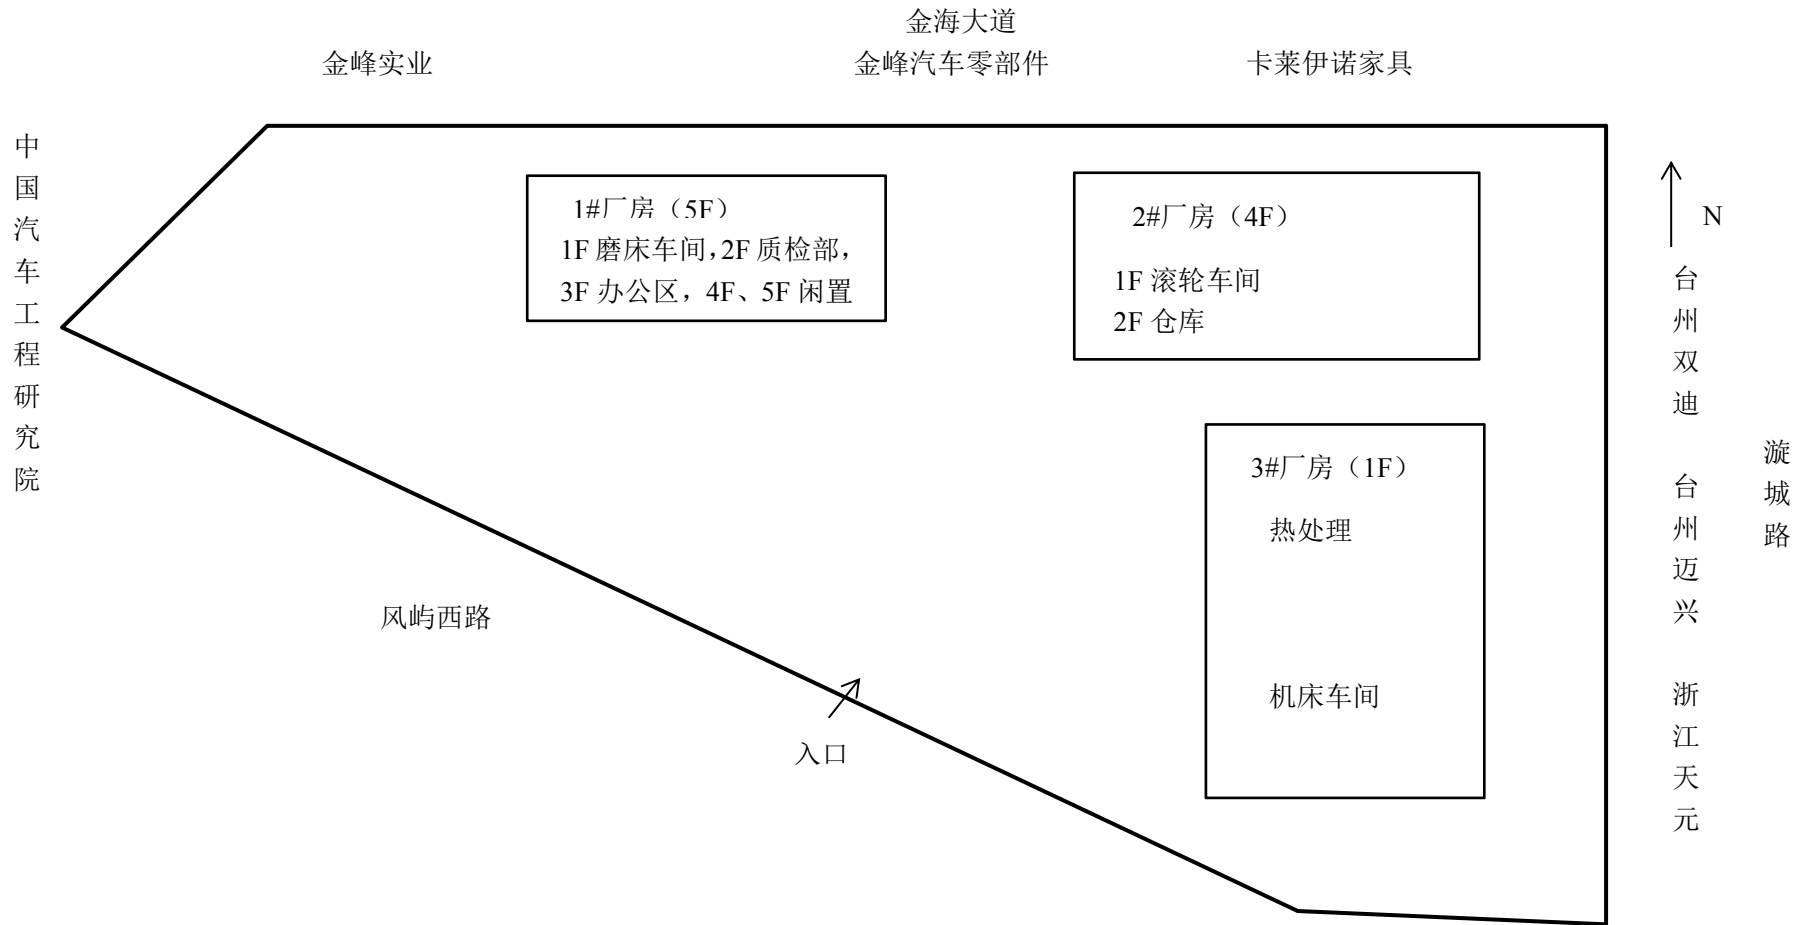 金海大道
金峰实业
金峰汽车零部件
卡莱伊诺家具
中国汽车工程研究院
1#厂房（5F）
1F 磨床车间，2F 质检部，
3F 办公区，4F、5F 闲置
2#厂房（4F）
1F 滚轮车间
2F 仓库
N
台州双迪
台州迈兴
浙江天元
漩城路
3#厂房（1F）
热处理
机床车间
风屿西路
入口